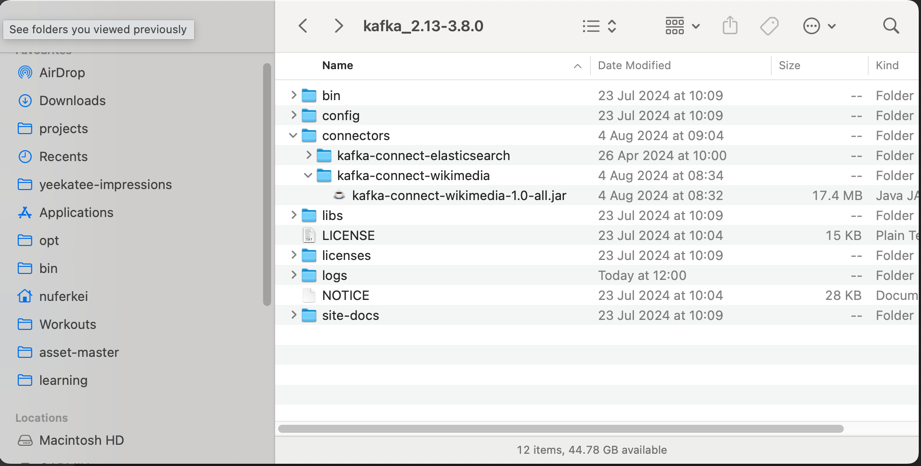 kafka_2.13-3.8.0
See folders you viewed previously
AirDrop
Downloads
projects
Recents
yeekatee-impressions
Applications
opt
bin
nuferkei
Workouts
asset-master
learning
Locations
Macintosh HD
Name Date Modified Size Kind
bin 23 Jul 2024 at 10:09 -- Folder
config 23 Jul 2024 at 10:09 -- Folder
connectors 4 Aug 2024 at 09:04 -- Folder
kafka-connect-elasticsearch 26 Apr 2024 at 10:00 -- Folder
kafka-connect-wikimedia 4 Aug 2024 at 08:34 -- Folder
kafka-connect-wikimedia-1.0-all.jar 4 Aug 2024 at 08:32 17.4 MB Java JA
libs 23 Jul 2024 at 10:09 -- Folder
LICENSE 23 Jul 2024 at 10:04 15 KB Plain Te
licenses 23 Jul 2024 at 10:09 -- Folder
logs Today at 12:00 -- Folder
NOTICE 23 Jul 2024 at 10:04 28 KB Docum
site-docs 23 Jul 2024 at 10:09 -- Folder
12 items, 44.78 GB available